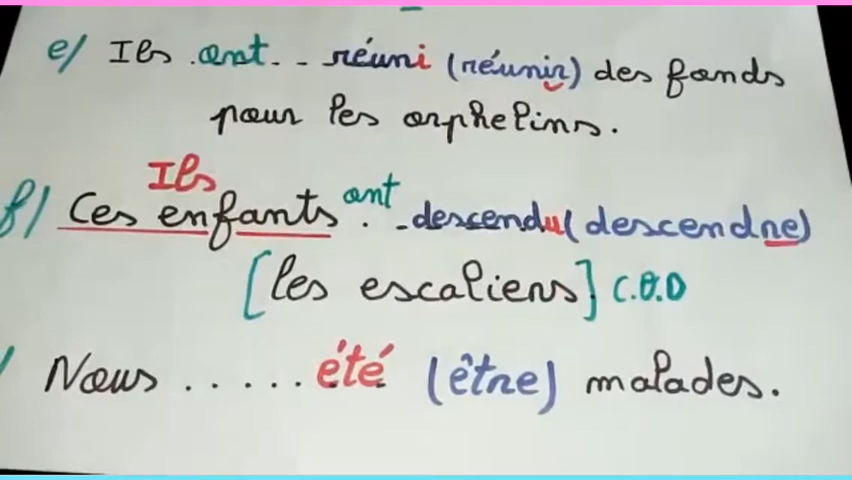 e/ Ils ont... réuni (réunir) des fonds
pour les orphelins.
Ils
f/ Ces enfants ont . . descendu (descendre)
[les escaliers] C.O.D
Nous ..... été (être) malades.